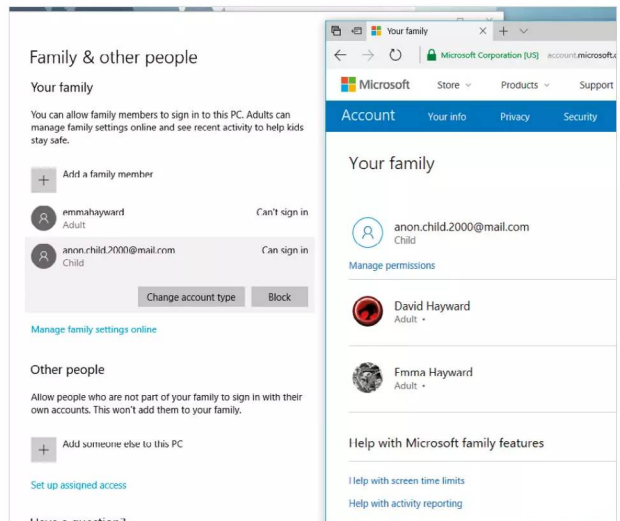 Family & other people
Your family
You can allow family members to sign in to this PC. Adults can
manage family settings online and see recent activity to help kids
stay safe.
Add a family member
emmahayward
Can't sign in
Adult
anon.child.2000@mail.com
Can sign in
Child
Change account type
Block
Manage family settings online
Other people
Allow people who are not part of your family to sign in with their
own accounts. This won't add them to your family.
Add someone else to this PC
Set up assigned access
Have a question?
Your family
Microsoft Corporation [US]
account.microsoft.c
Microsoft
Store
Products
Support
Account
Your info
Privacy
Security
Your family
anon.child.2000@mail.com
Child
Manage permissions
David Hayward
Adult •
Emma Hayward
Adult •
Help with Microsoft family features
Help with screen time limits
Help with activity reporting